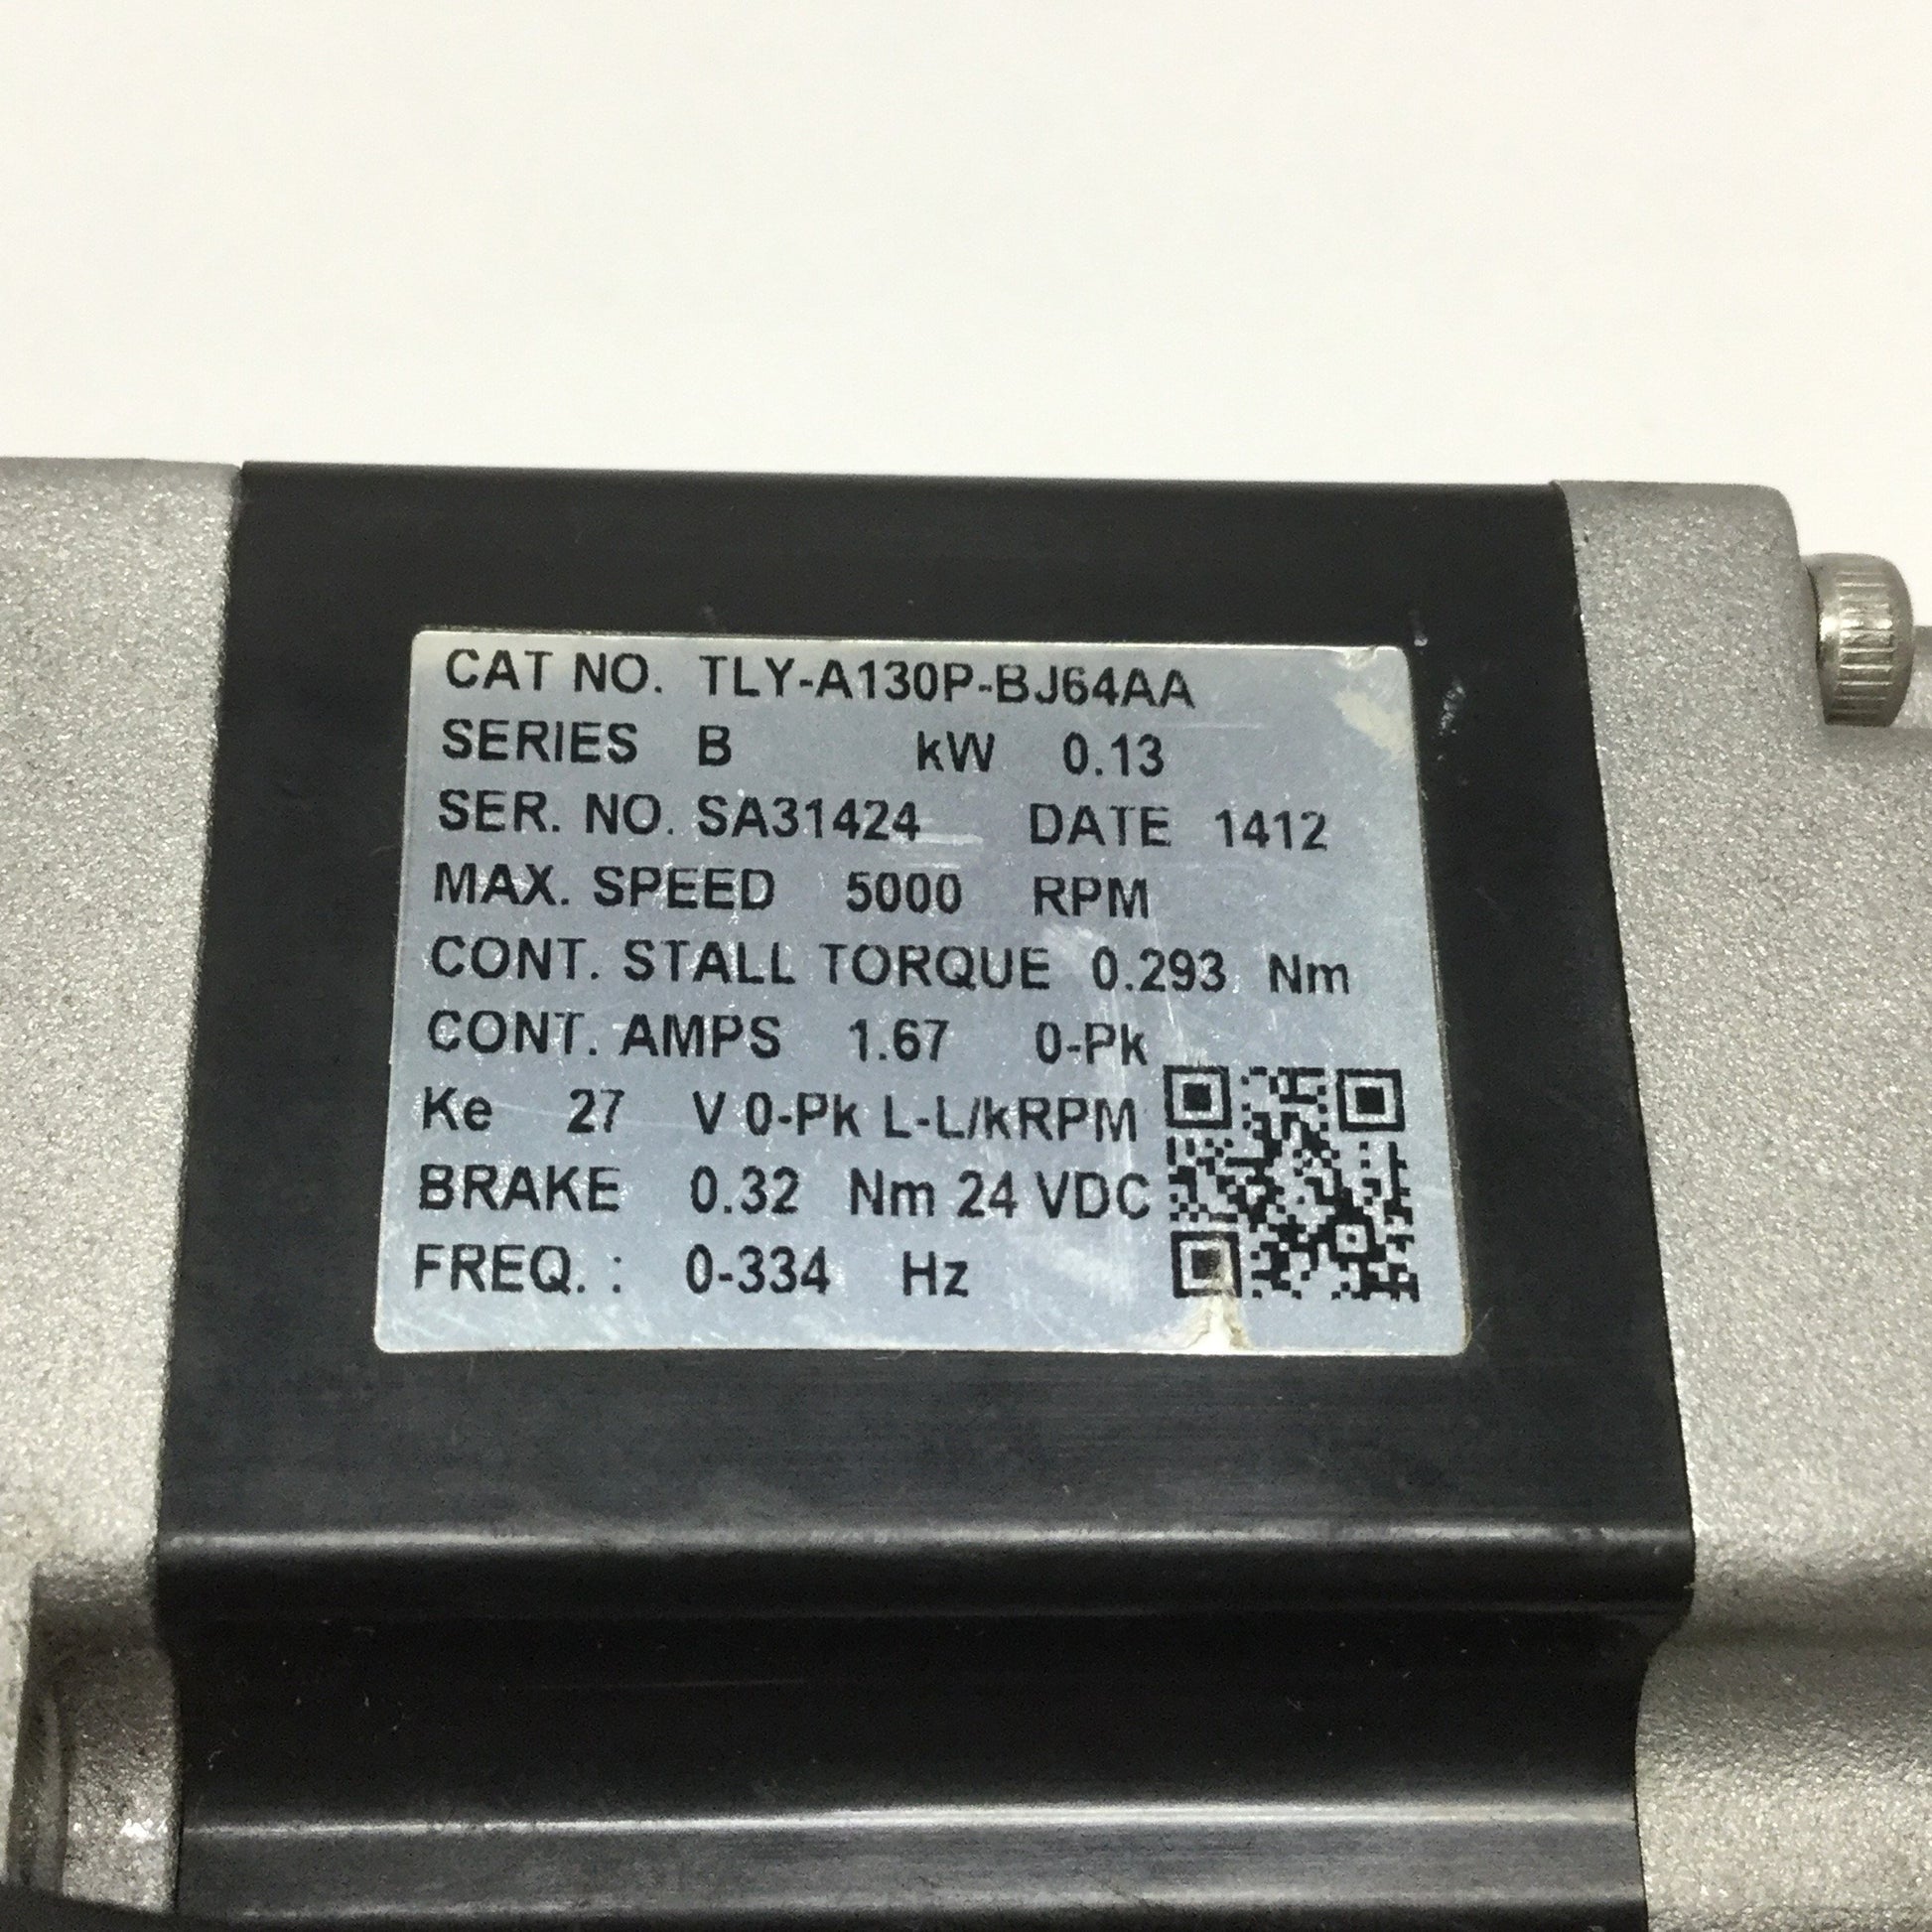 CAT NO. TLY-A130P-BJ64AA
SERIES B kW 0.13
SER. NO. SA31424 DATE 1412
MAX. SPEED 5000 RPM
CONT. STALL TORQUE 0.293 Nm
CONT. AMPS 1.67 0-Pk
Ke 27 V 0-Pk L-L/kRPM
BRAKE 0.32 Nm 24 VDC
FREQ. : 0-334 Hz